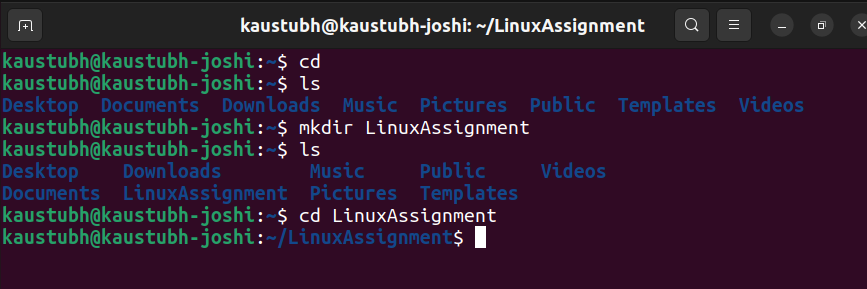 kaustubh@kaustubh-joshi: ~/LinuxAssignment
kaustubh@kaustubh-joshi:~$ cd
kaustubh@kaustubh-joshi:~$ ls
Desktop  Documents  Downloads  Music  Pictures  Public  Templates  Videos
kaustubh@kaustubh-joshi:~$ mkdir LinuxAssignment
kaustubh@kaustubh-joshi:~$ ls
Desktop    Downloads        Music     Public     Videos
Documents  LinuxAssignment  Pictures  Templates
kaustubh@kaustubh-joshi:~$ cd LinuxAssignment
kaustubh@kaustubh-joshi:~/LinuxAssignment$